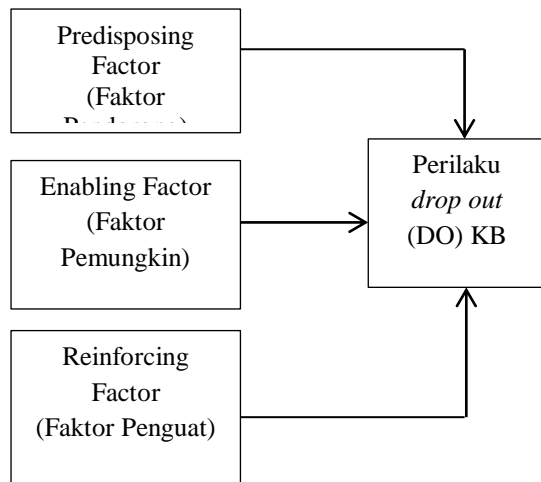 Predisposing
Factor
(Faktor
Enabling Factor
(Faktor
Pemungkin)
Reinforcing
Factor
(Faktor Penguat)
Perilaku
drop out
(DO) KB